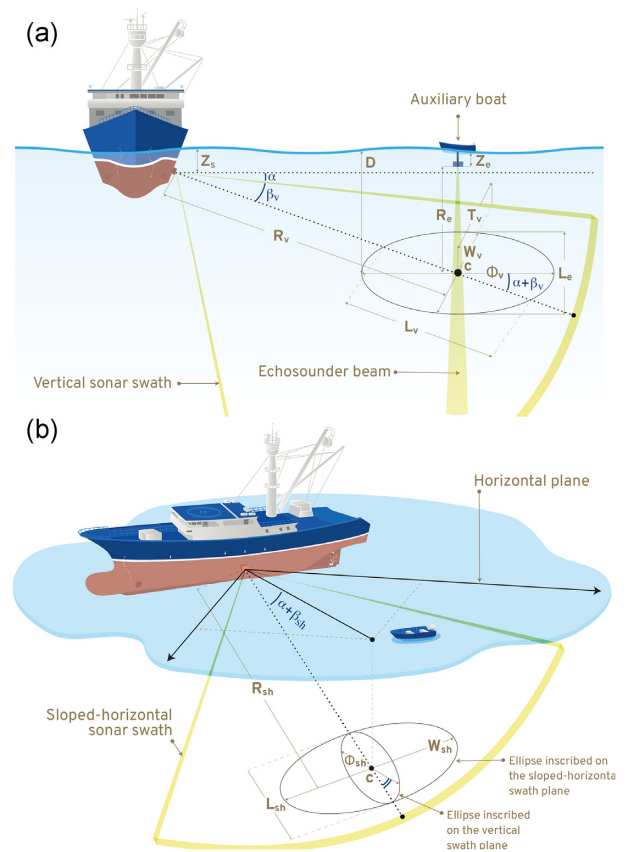 (a)
Auxiliary boat
Zs
D
Ze
α
βv
Re
Tv
Rv
Wv
c
Φv
Le
α+βv
Lv
Vertical sonar swath
Echosounder beam
(b)
Horizontal plane
α+βsh
Rsh
Sloped-horizontal
sonar swath
Wsh
Φsh
c
Lsh
Ellipse inscribed on
the sloped-horizonta
swath plane
Ellipse inscribed
on the vertical
swath plane